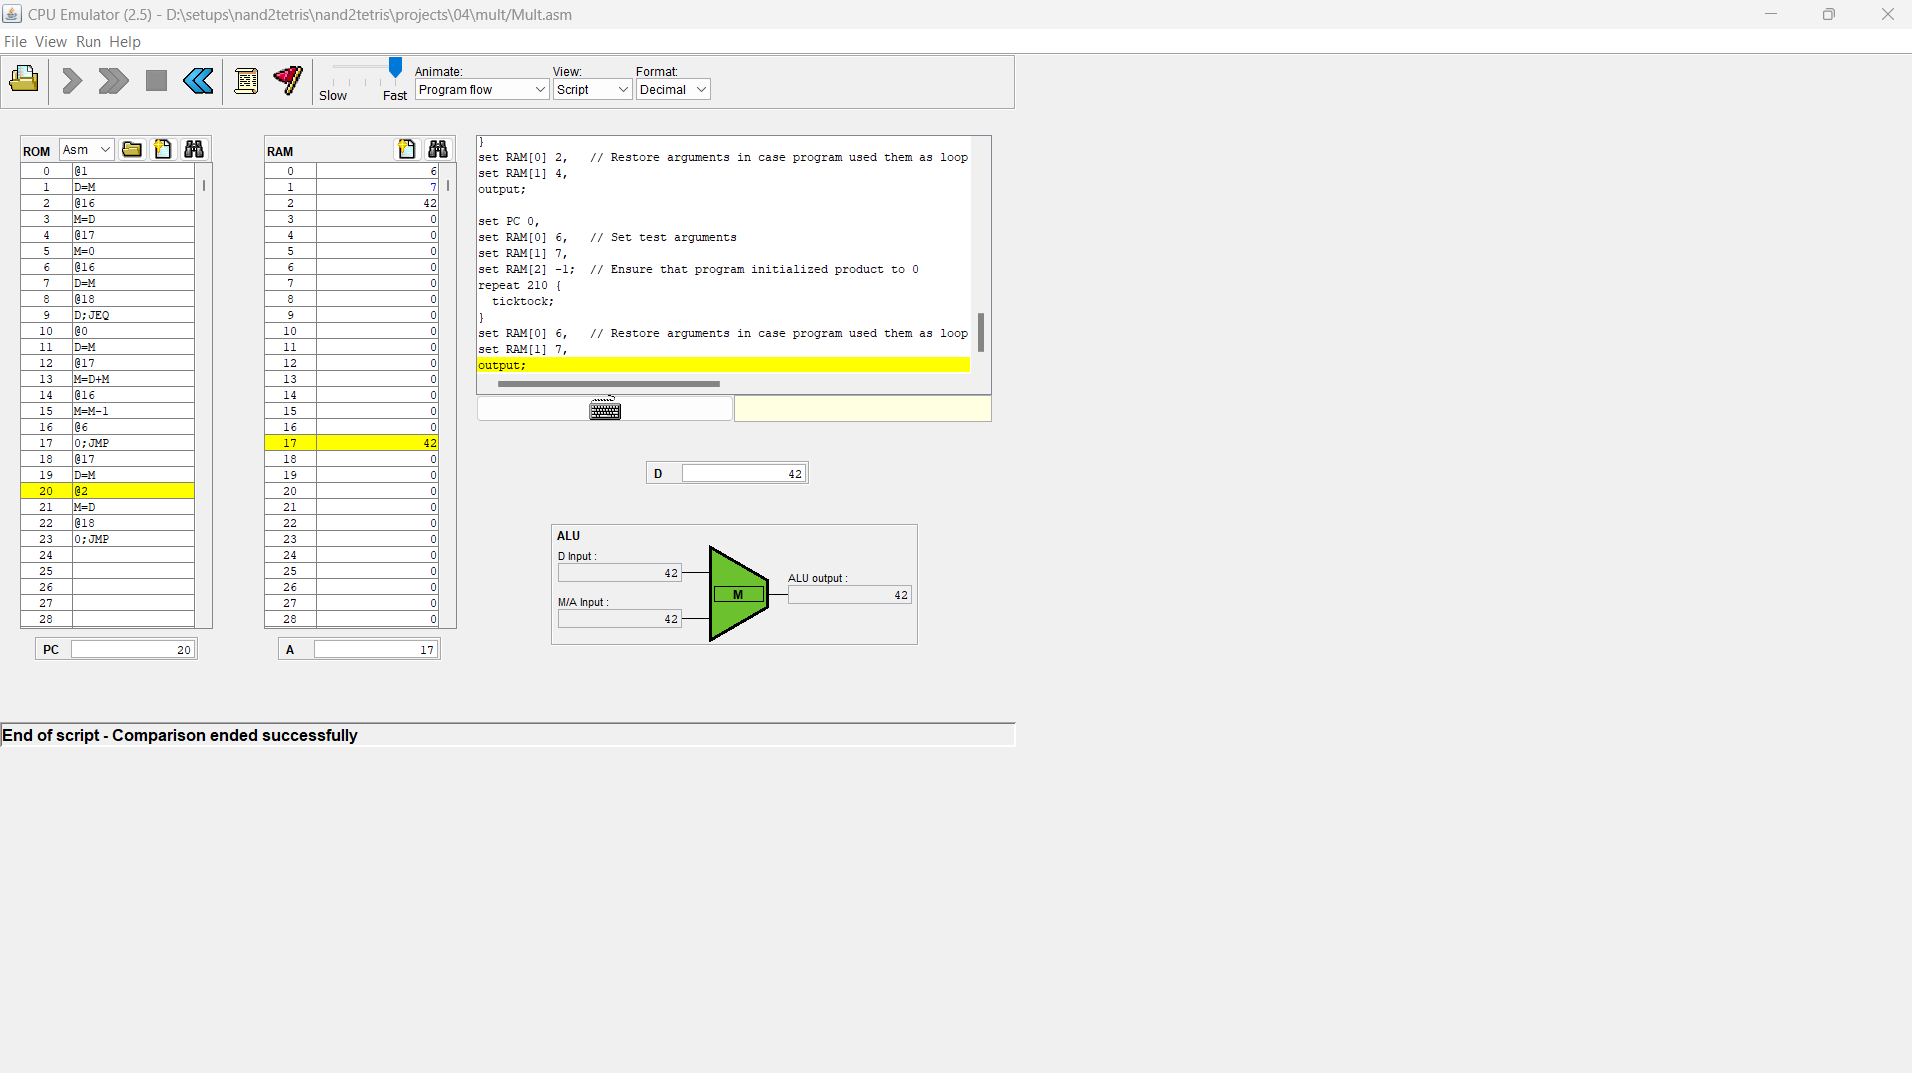 CPU Emulator (2.5) - D:\setups\nand2tetris\nand2tetris\projects\04\mult/Mult.asm
File View Run Help
Slow Fast
Animate:
Program flow
View:
Script
Format:
Decimal
ROM Asm
0 @1
1 D=M
2 @16
3 M=D
4 @17
5 M=0
6 @16
7 D=M
8 @18
9 D;JEQ
10 @0
11 D=M
12 @17
13 M=D+M
14 @16
15 M=M-1
16 @6
17 0;JMP
18 @17
19 D=M
20 @2
21 M=D
22 @18
23 0;JMP
24
25
26
27
28
PC 20
RAM
0 6
1 7
2 42
3 0
4 0
5 0
6 0
7 0
8 0
9 0
10 0
11 0
12 0
13 0
14 0
15 0
16 0
17 42
18 0
19 0
20 0
21 0
22 0
23 0
24 0
25 0
26 0
27 0
28 0
A 17
}
set RAM[0] 2,   // Restore arguments in case program used them as loop
set RAM[1] 4,
output;
set PC 0,
set RAM[0] 6,   // Set test arguments
set RAM[1] 7,
set RAM[2] -1;  // Ensure that program initialized product to 0
repeat 210 {
  ticktock;
}
set RAM[0] 6,   // Restore arguments in case program used them as loop
set RAM[1] 7,
output;
D 42
ALU
D Input :
42
M/A Input :
42
M
ALU output :
42
End of script - Comparison ended successfully